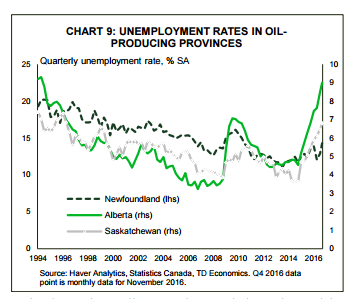 CHART 9: UNEMPLOYMENT RATES IN OIL-
PRODUCING PROVINCES
Quarterly unemployment rate, % SA
25
20
15
10
5
0
10
9
8
7
6
5
4
3
2
1
0
Newfoundland (lhs)
Alberta (rhs)
Saskatchewan (rhs)
1994 1996 1998 2000 2002 2004 2006 2008 2010 2012 2014 2016
Source: Haver Analytics, Statistics Canada, TD Economics. Q4 2016 data
point is monthly data for November 2016.